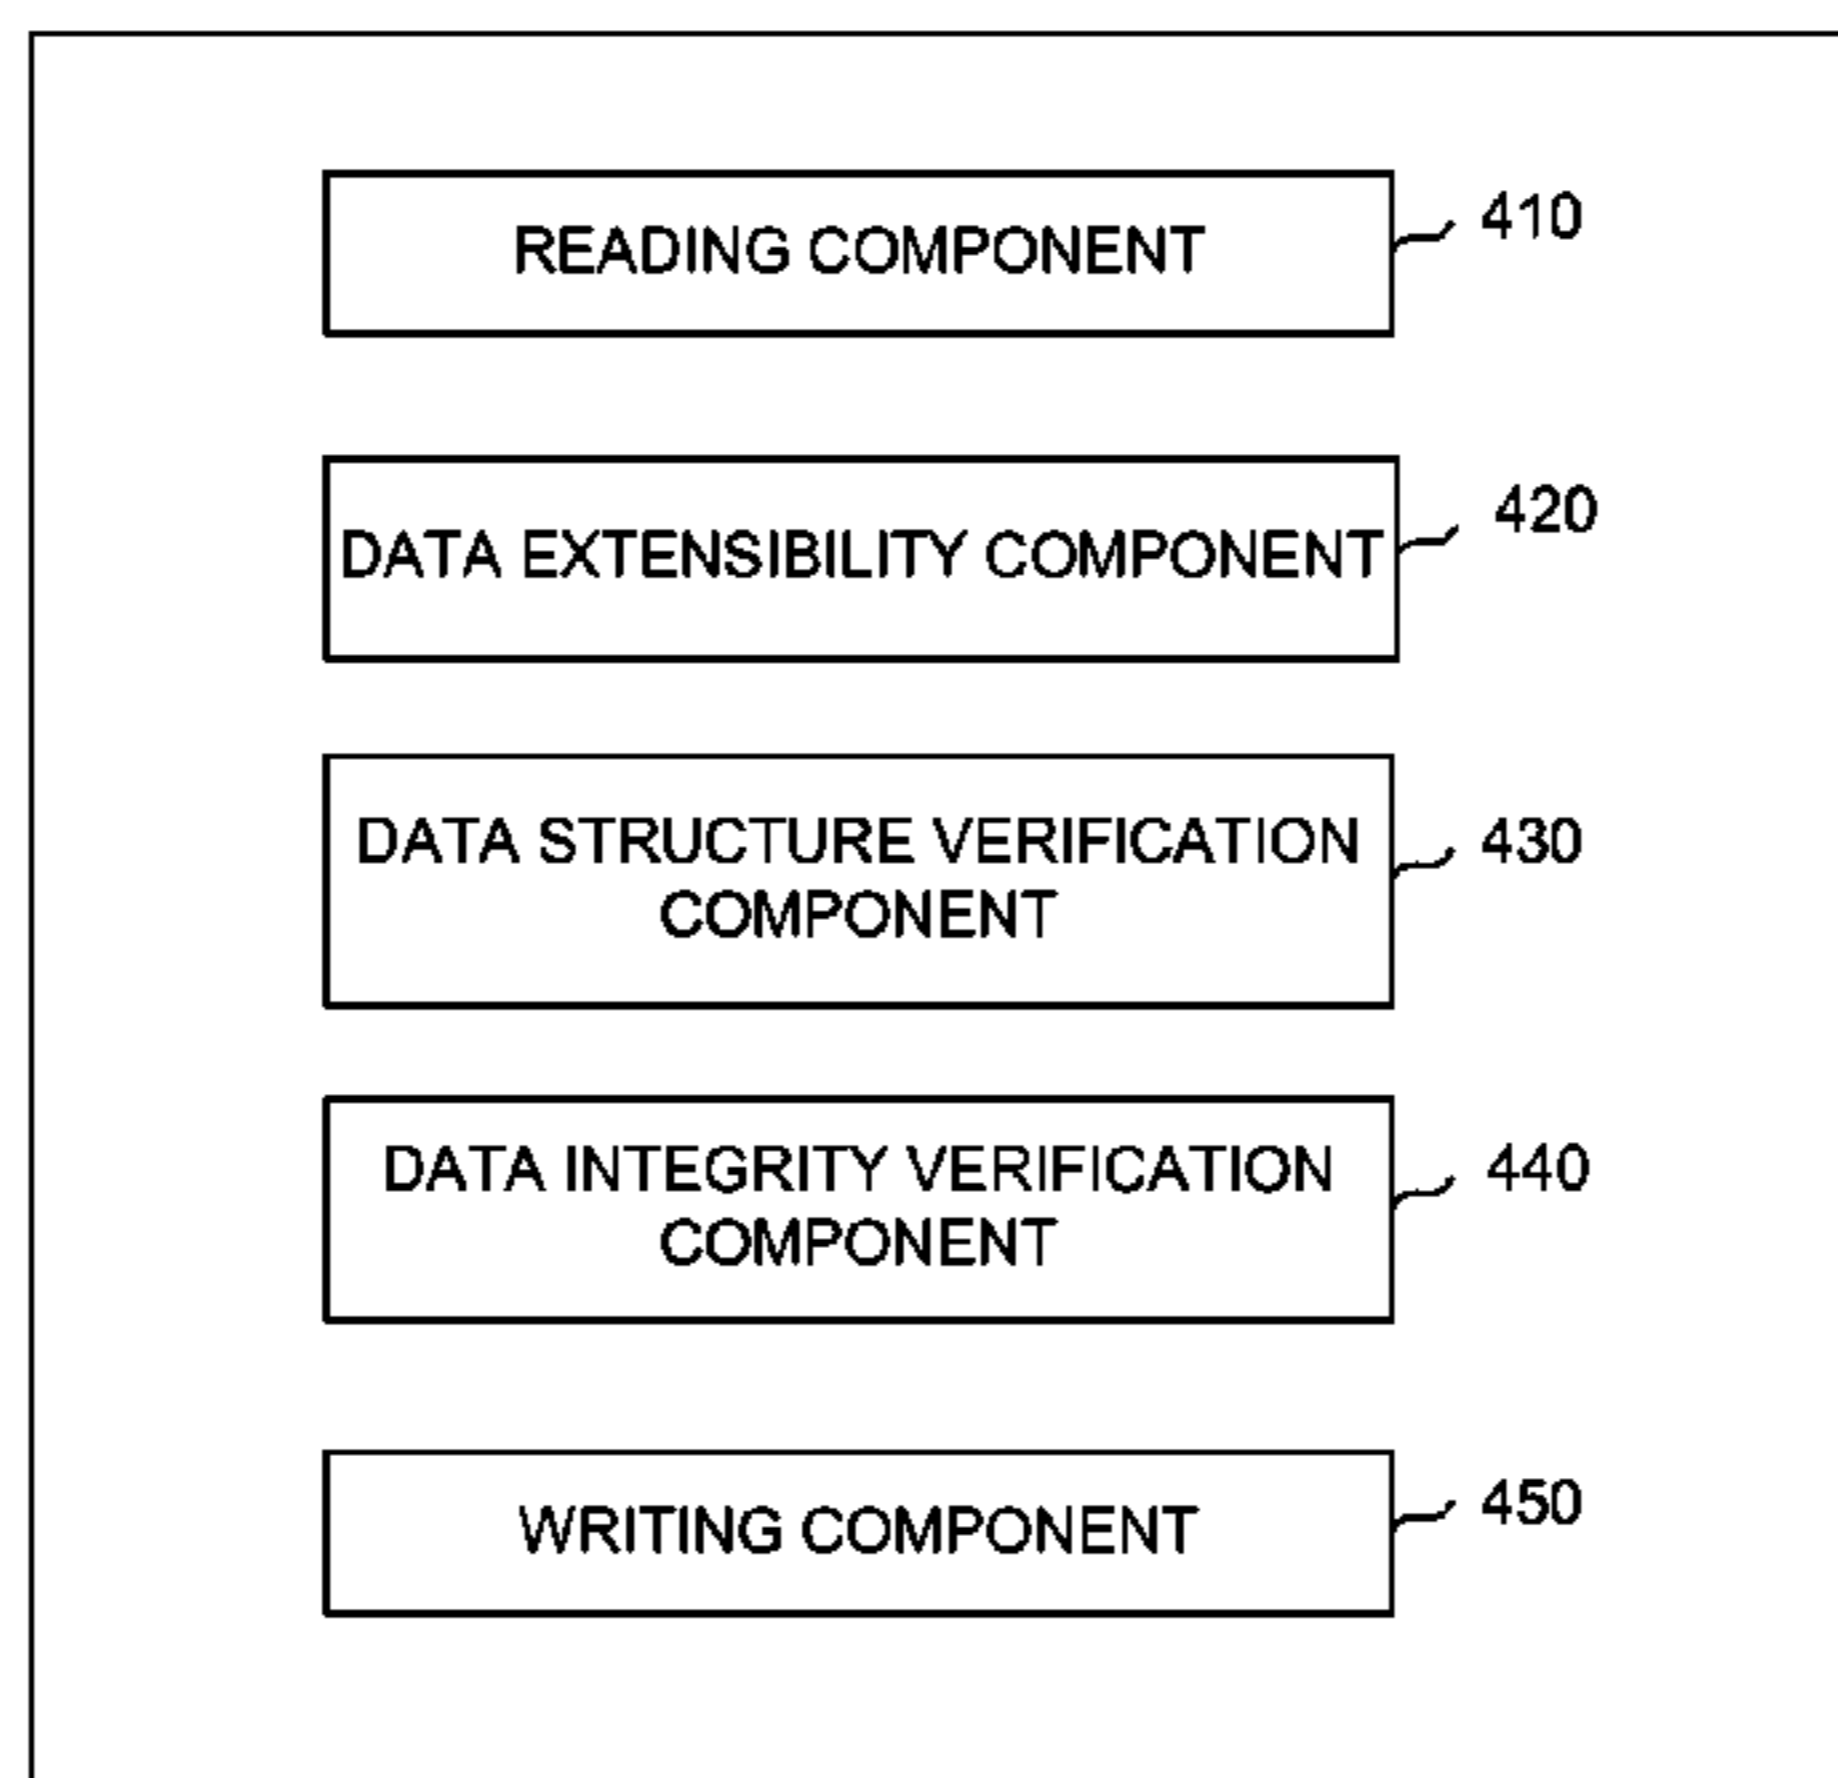 READING COMPONENT
410
DATA EXTENSIBILITY COMPONENT
420
DATA STRUCTURE VERIFICATION
COMPONENT
430
DATA INTEGRITY VERIFICATION
COMPONENT
440
WRITING COMPONENT
450